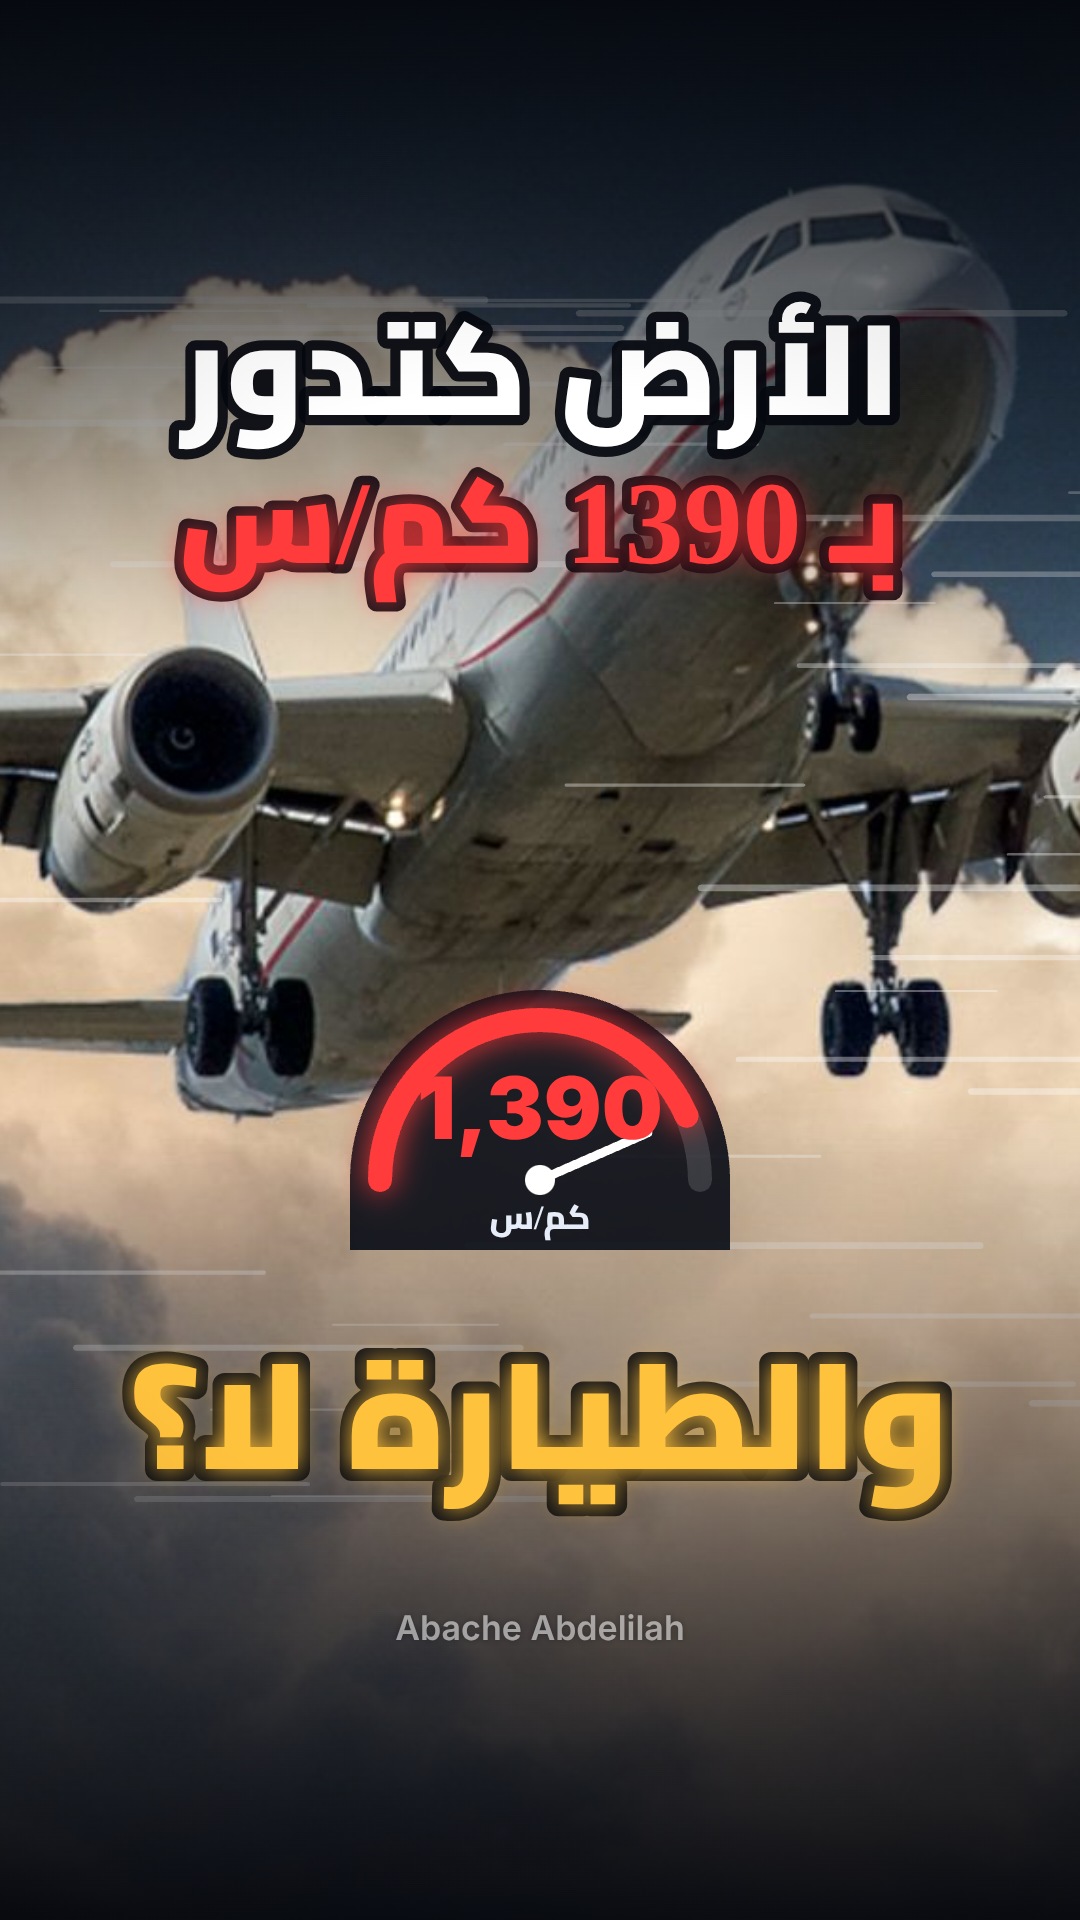 الأرض كتدور
بـ 1390 كم/س
1,390
كم/س
والطيارة لا؟
Abache Abdelilah